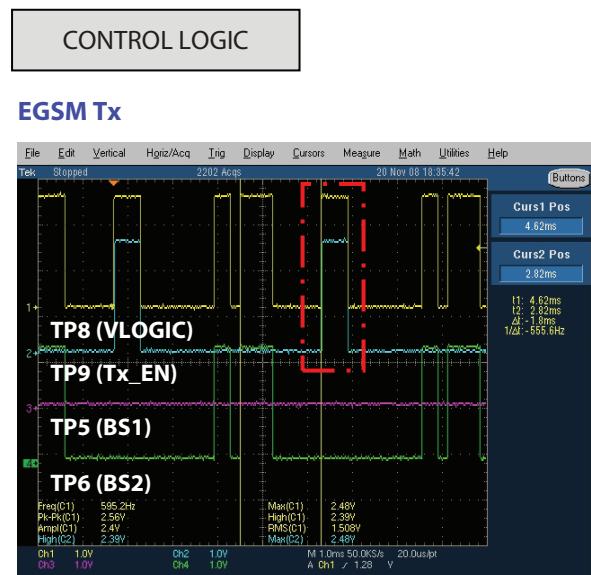 CONTROL LOGIC
EGSM Tx
File Edit Vertical Horiz/Acq Trig Display Cursors Measure Math Utilities Help
Tek Stopped 2202 Acqs 20 Nov 08 18:35:42 Buttons
Curs1 Pos
4.62ms
Curs2 Pos
2.82ms
t1: 4.62ms
t2: 2.82ms
Δt: -1.8ms
1/Δt: -555.6Hz
1
TP8 (VLOGIC)
2
TP9 (Tx_EN)
3
TP5 (BS1)
4
TP6 (BS2)
Freq(C1) 595.2Hz Max(C1) 2.48V
Pk-Pk(C1) 2.56V High(C1) 2.39V
Ampl(C1) 2.4V RMS(C1) 1.508V
High(C2) 2.39V Max(C2) 2.48V
Ch1 1.0V Ch2 1.0V M 1.0ms 50.0KS/s 20.0us/pt
Ch3 1.0V Ch4 1.0V A Ch1 / 1.28 V